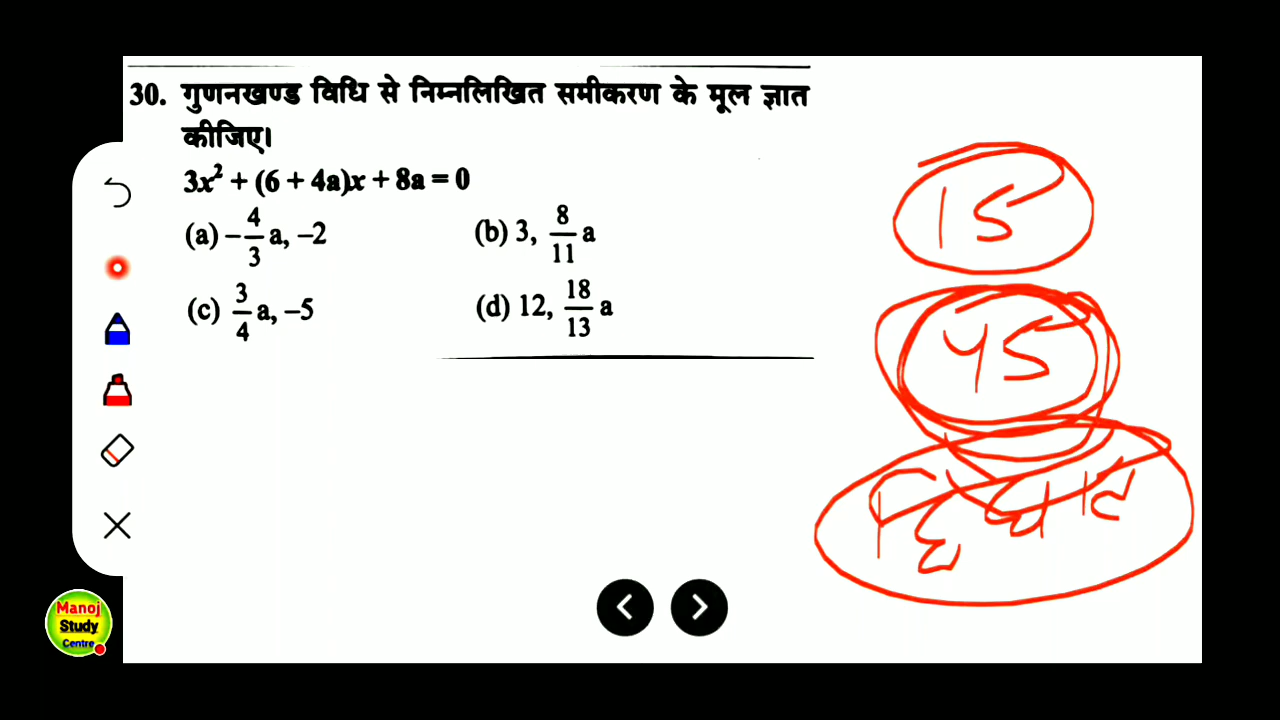 30. गुणनखण्ड विधि से निम्नलिखित समीकरण के मूल ज्ञात
कीजिए।
3x² + (6 + 4a)x + 8a = 0
(a) –4/3 a, –2
(b) 3, 8/11 a
(c) 3/4 a, –5
(d) 12, 18/13 a
15
45
Manoj
Study
Centre